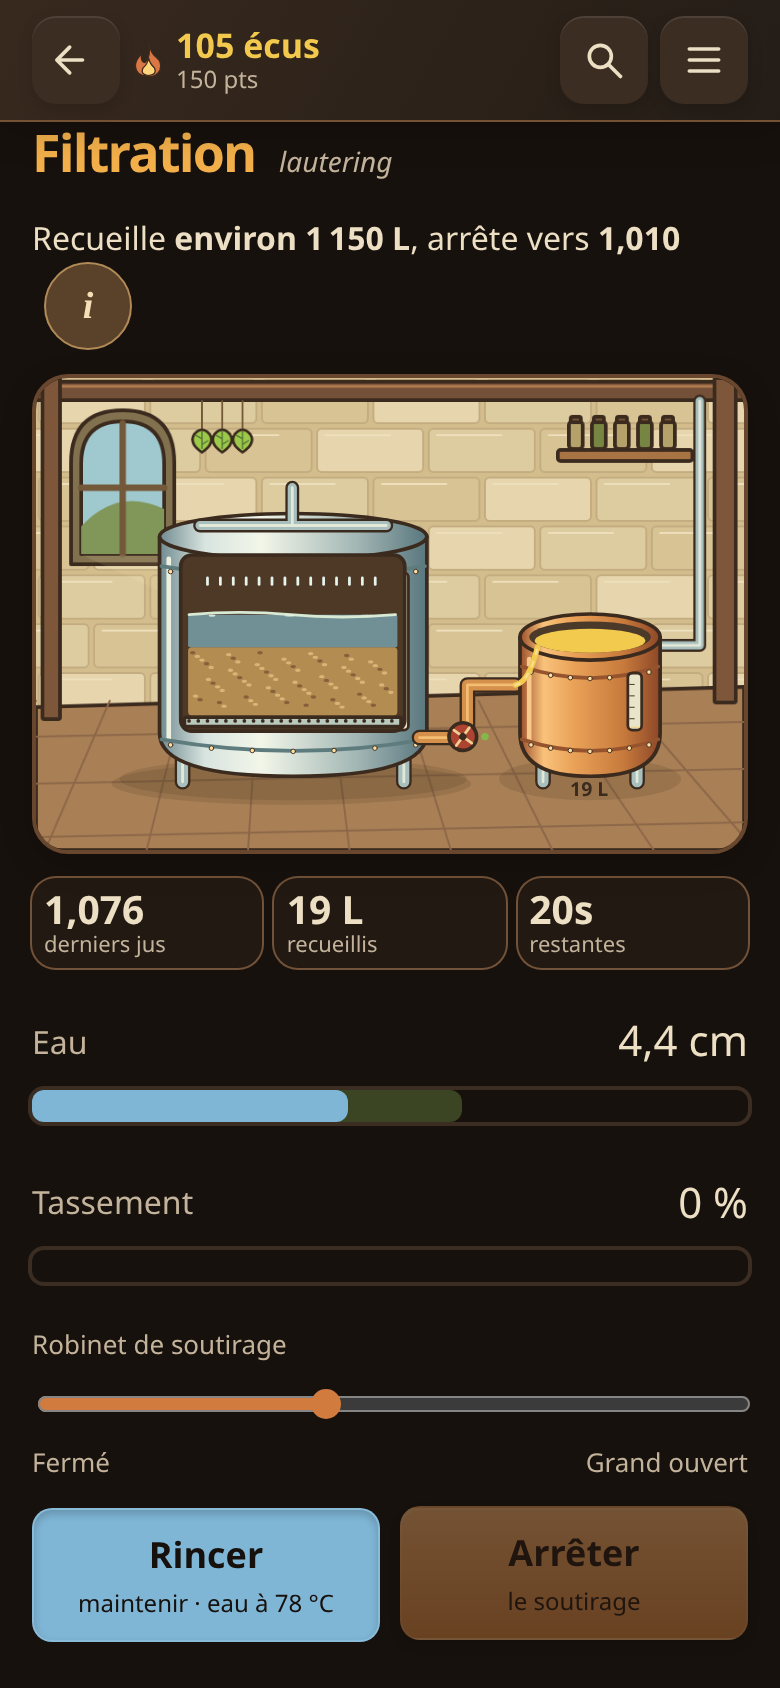 105 écus
150 pts
Filtration lautering
Recueille environ 1 150 L, arrête vers 1,010
i
19 L
1,076 19 L 20s
derniers jus recueillis restantes
Eau 4,4 cm
Tassement 0 %
Robinet de soutirage
Fermé Grand ouvert
Rincer Arrêter
maintenir · eau à 78 °C le soutirage